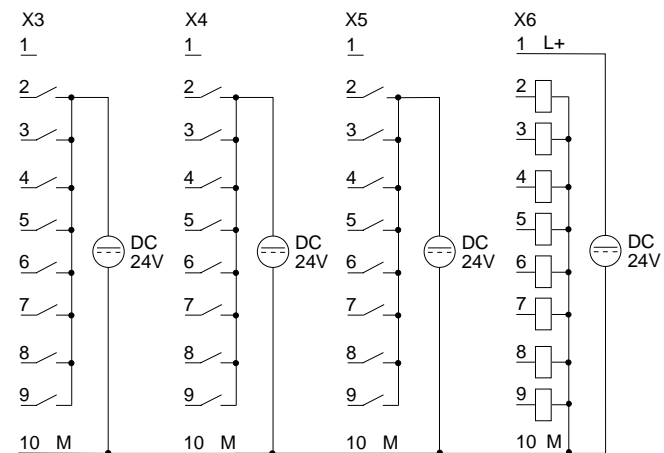 X3 X4 X5 X6
1 1 1 1 L+
2 2 2 2
3 3 3 3
4 4 4 4
5 5 5 5
DC DC DC DC
6 24V 6 24V 6 24V 6 24V
7 7 7 7
8 8 8 8
9 9 9 9
10 M 10 M 10 M 10 M